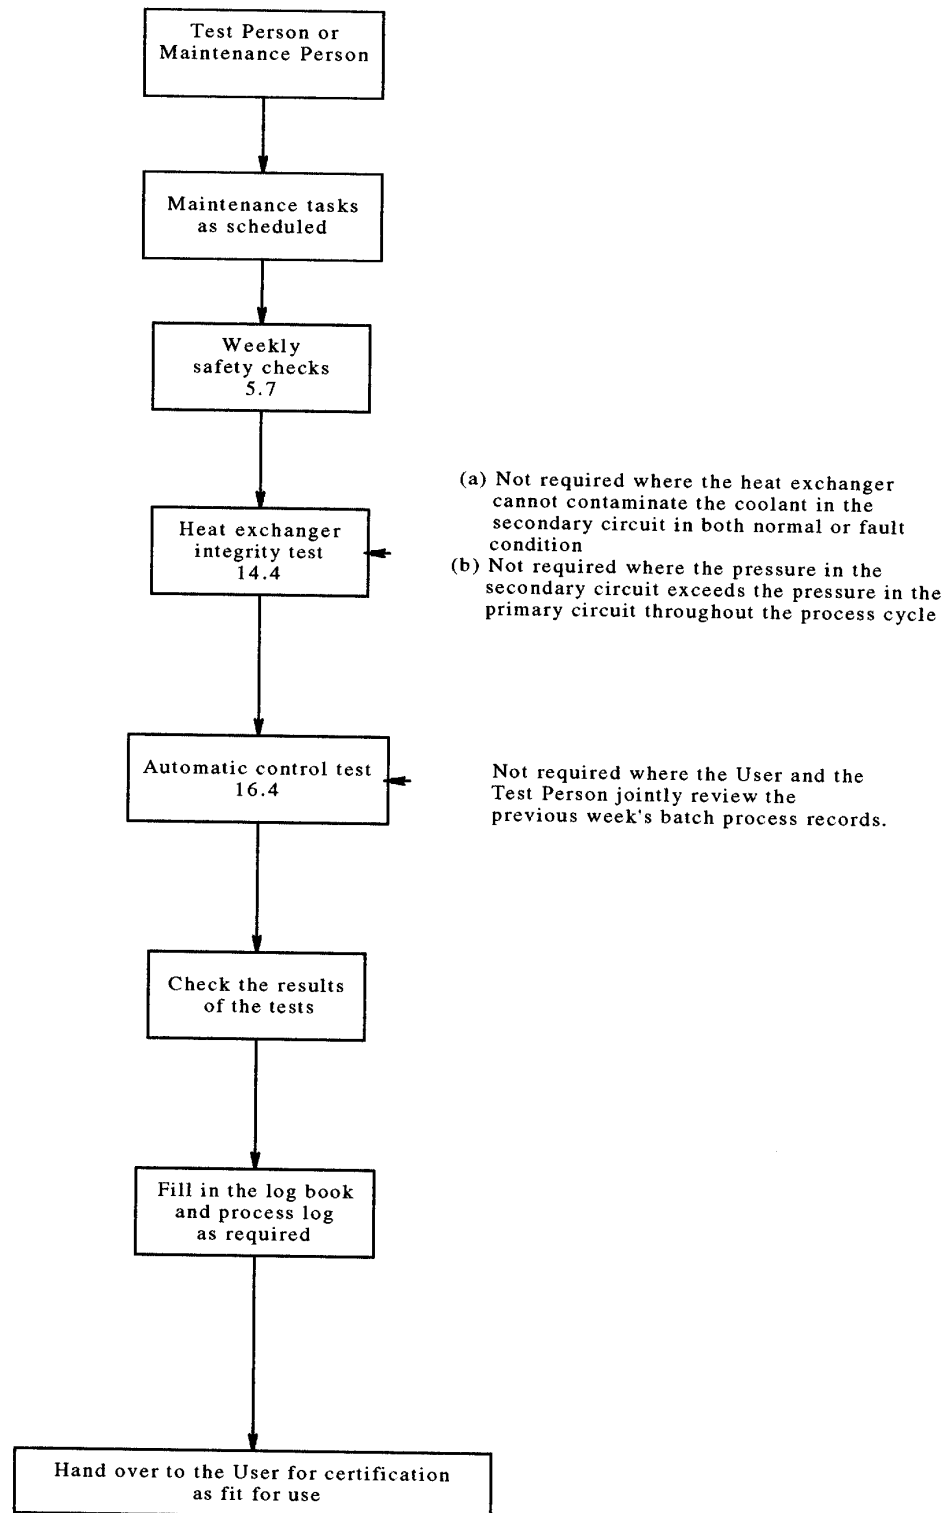 Test Person or
Maintenance Person
Maintenance tasks
as scheduled
Weekly
safety checks
5.7
Heat exchanger
integrity test
14.4
(a) Not required where the heat exchanger
cannot contaminate the coolant in the
secondary circuit in both normal or fault
condition
(b) Not required where the pressure in the
secondary circuit exceeds the pressure in the
primary circuit throughout the process cycle
Automatic control test
16.4
Not required where the User and the
Test Person jointly review the
previous week's batch process records.
Check the results
of the tests
Fill in the log book
and process log
as required
Hand over to the User for certification
as fit for use